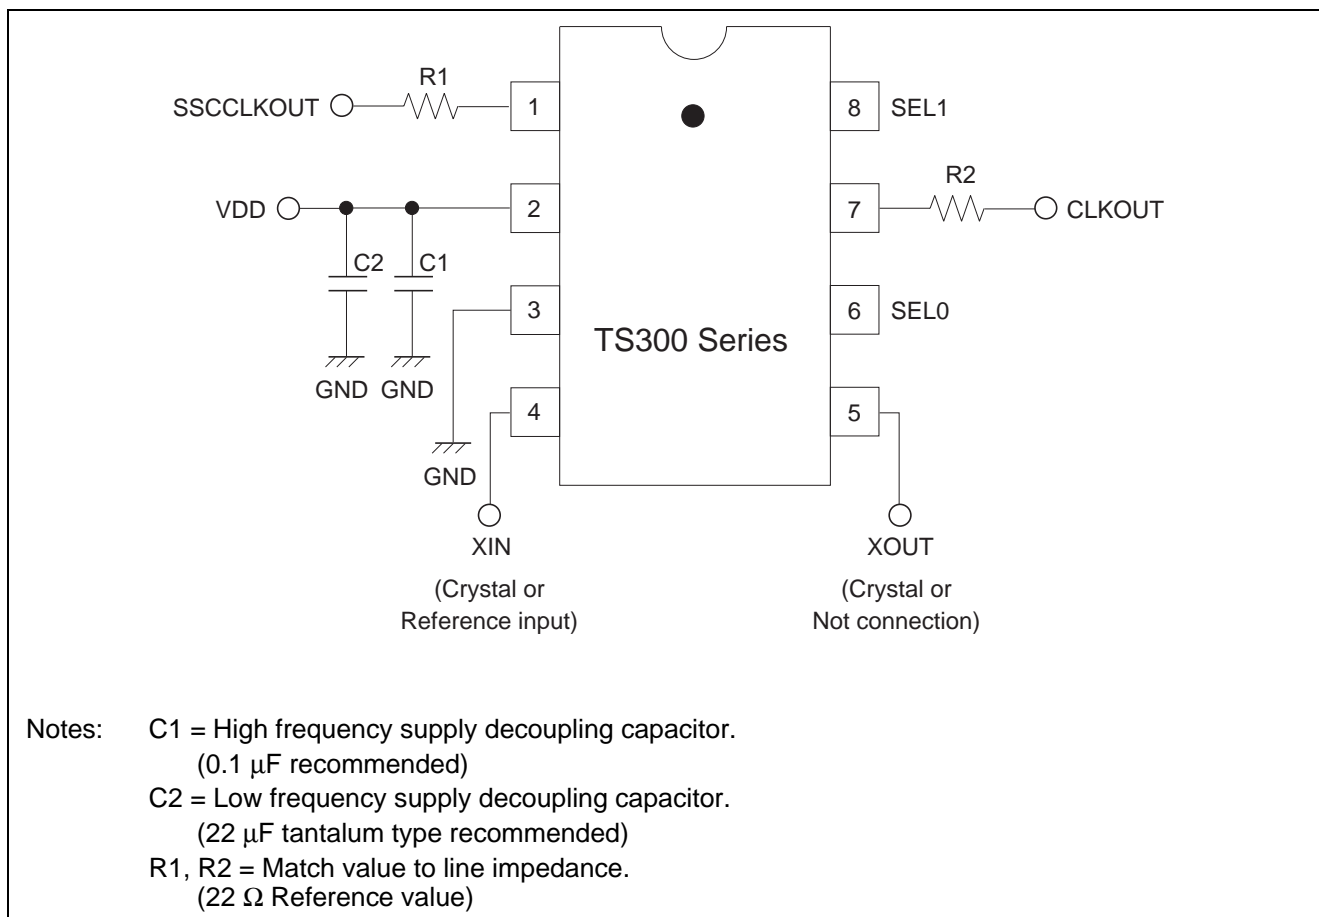 R1
SSCCLKOUT
1
8
SEL1
R2
VDD
2
7
CLKOUT
C2
C1
3
6
SEL0
TS300 Series
GND
GND
4
5
GND
XIN
XOUT
(Crystal or
Reference input)
(Crystal or
Not connection)
Notes:
C1 = High frequency supply decoupling capacitor.
(0.1 μF recommended)
C2 = Low frequency supply decoupling capacitor.
(22 μF tantalum type recommended)
R1, R2 = Match value to line impedance.
(22 Ω Reference value)